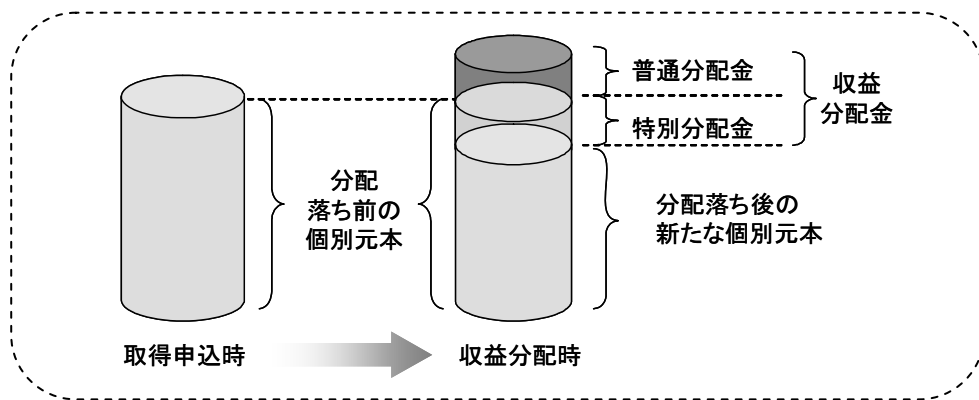 普通分配金
収益
分配金
特別分配金
分配
落ち前の
個別元本
分配落ち後の
新たな個別元本
取得申込時
収益分配時